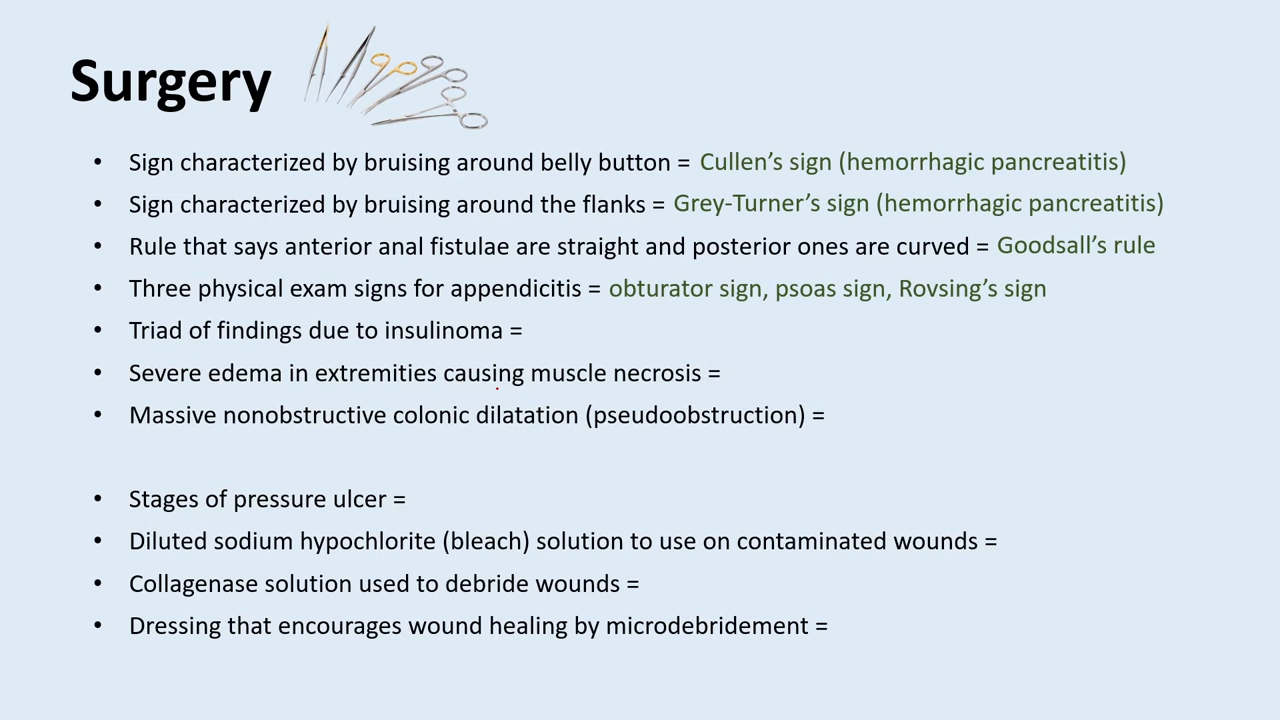 Surgery
• Sign characterized by bruising around belly button = Cullen’s sign (hemorrhagic pancreatitis)
• Sign characterized by bruising around the flanks = Grey-Turner’s sign (hemorrhagic pancreatitis)
• Rule that says anterior anal fistulae are straight and posterior ones are curved = Goodsall’s rule
• Three physical exam signs for appendicitis = obturator sign, psoas sign, Rovsing’s sign
• Triad of findings due to insulinoma =
• Severe edema in extremities causing muscle necrosis =
• Massive nonobstructive colonic dilatation (pseudoobstruction) =
• Stages of pressure ulcer =
• Diluted sodium hypochlorite (bleach) solution to use on contaminated wounds =
• Collagenase solution used to debride wounds =
• Dressing that encourages wound healing by microdebridement =